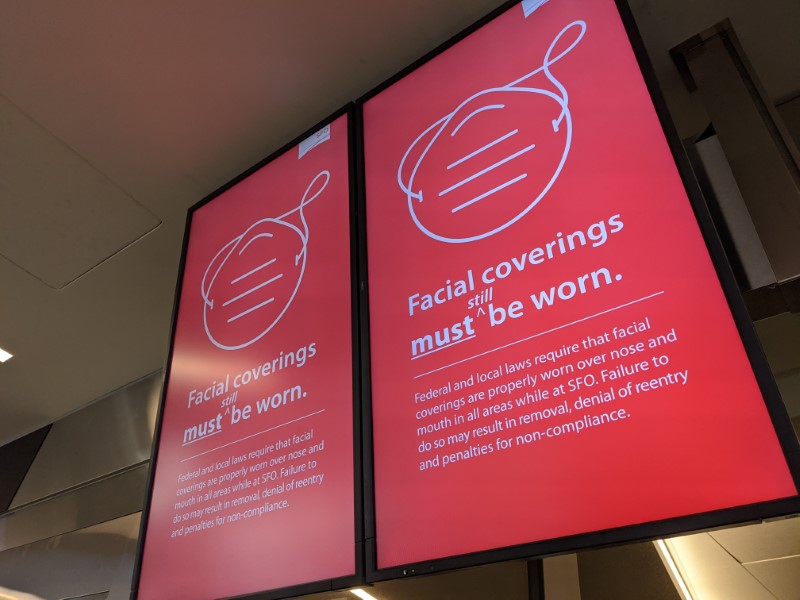 SFO
Facial coverings
still
must ^ be worn.
Federal and local laws require that facial
coverings are properly worn over nose and
mouth in all areas while at SFO. Failure to
do so may result in removal, denial of reentry
and penalties for non-compliance.
Facial coverings
still
must ^ be worn.
Federal and local laws require that facial
coverings are properly worn over nose and
mouth in all areas while at SFO. Failure to
do so may result in removal, denial of reentry
and penalties for non-compliance.